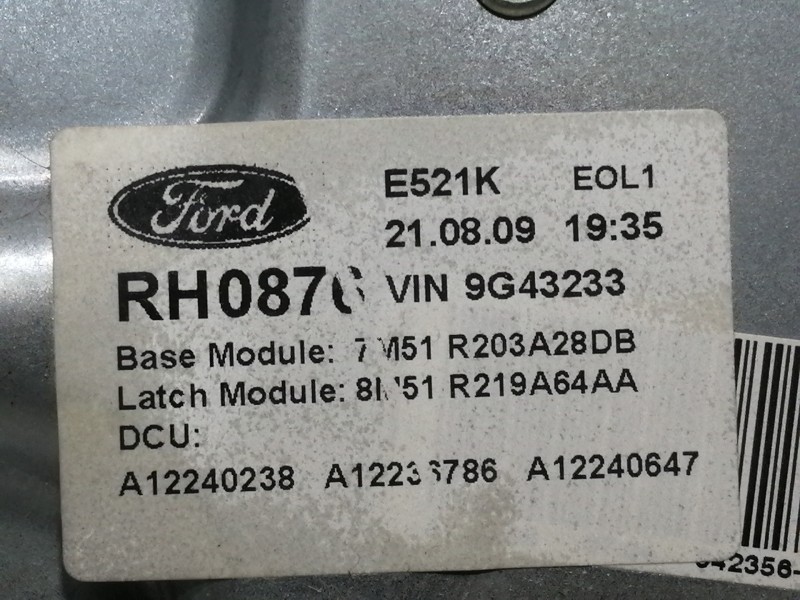 Ford
E521K EOL1
21.08.09 19:35
VIN 9G43233
Base Module: R203A28DB
Latch Module: R219A64AA
DCU:
A12240238 A12240647